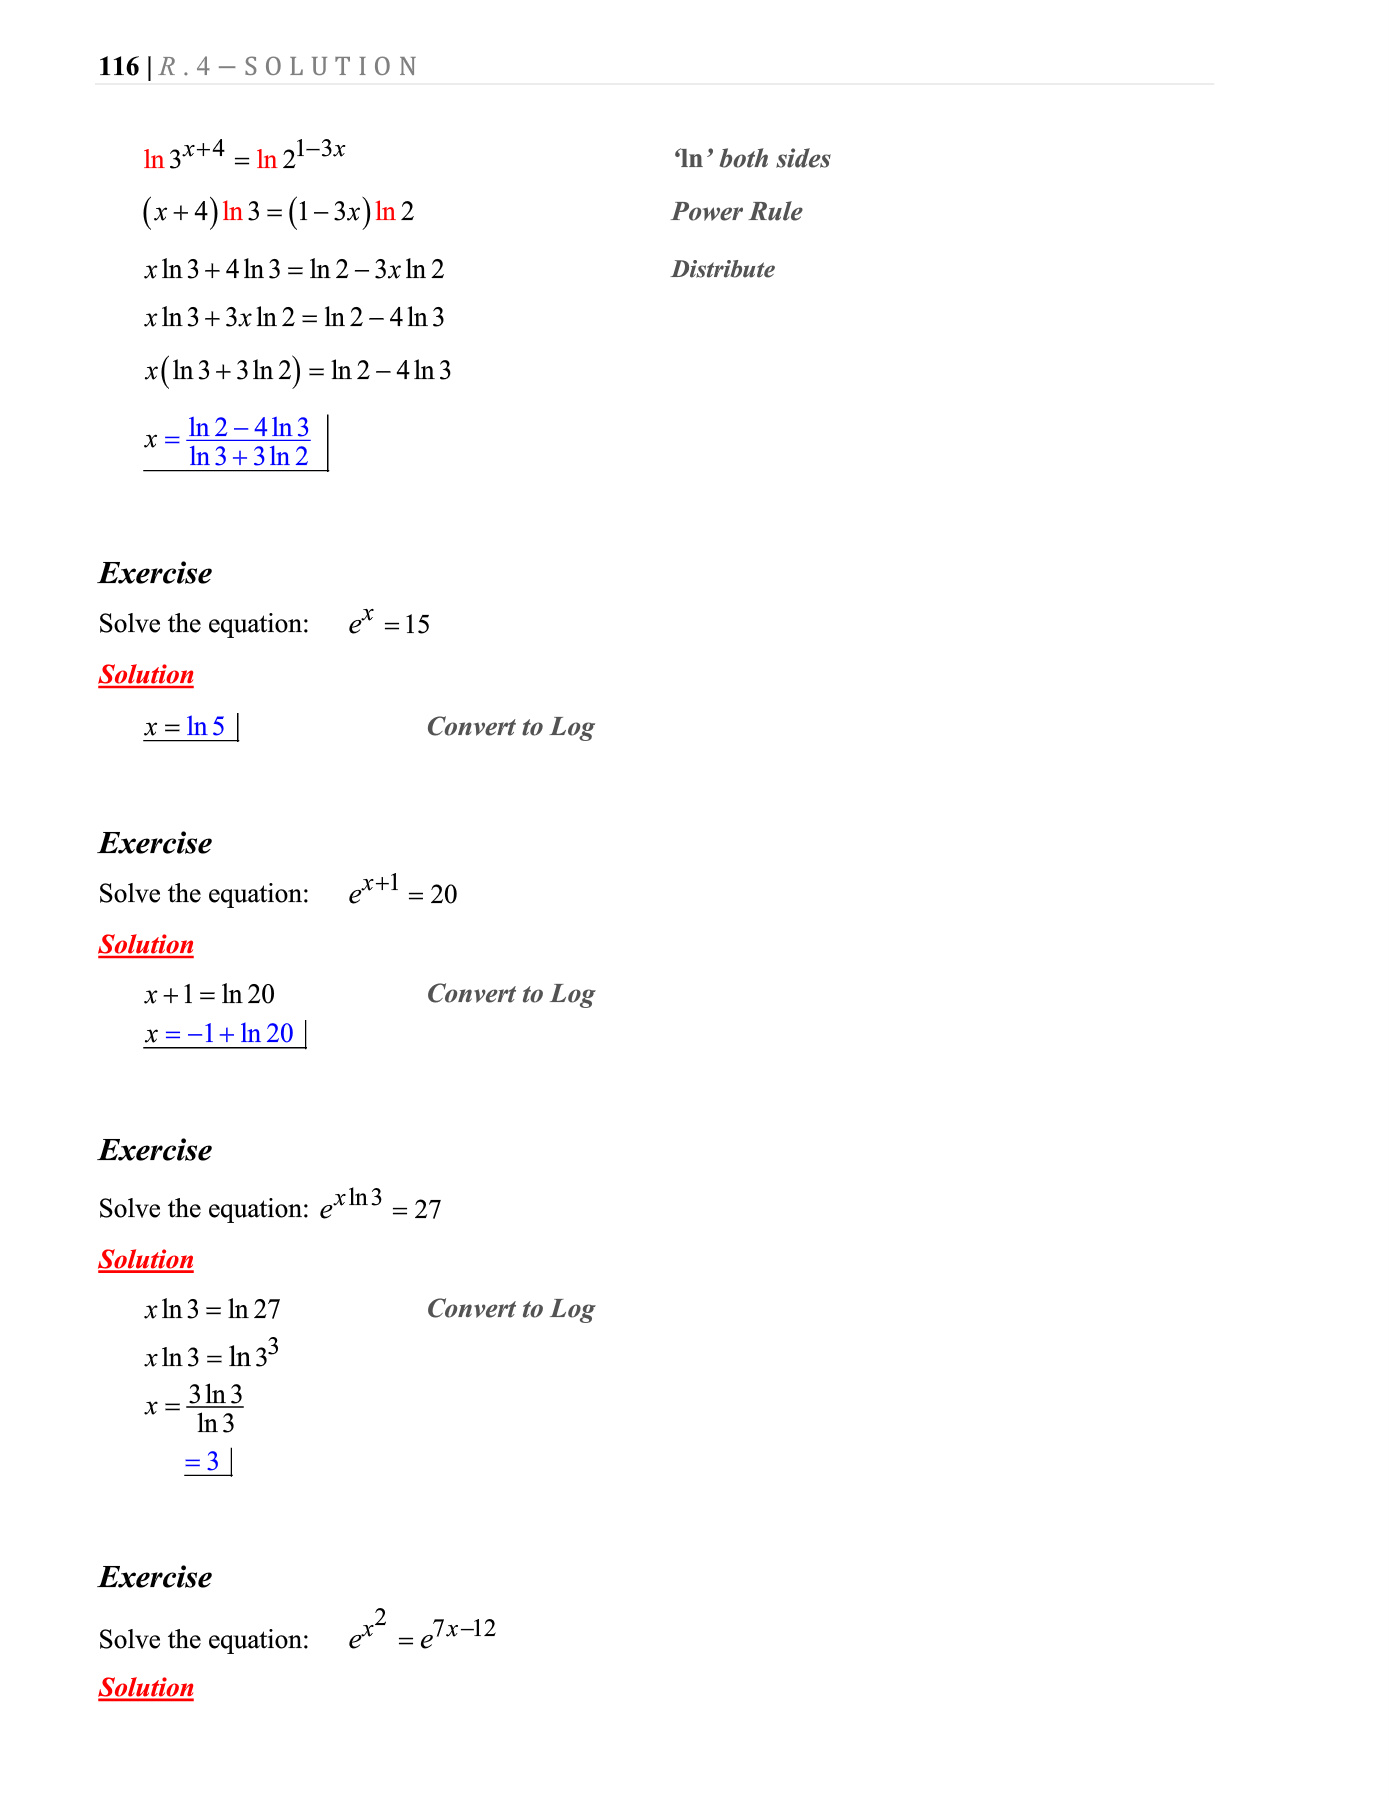 116 | R.4 – SOLUTION
ln 3^{x+4} = ln 2^{1−3x} ‘ln’ both sides
(x + 4) ln 3 = (1 − 3x) ln 2 Power Rule
x ln 3 + 4 ln 3 = ln 2 − 3x ln 2 Distribute
x ln 3 + 3x ln 2 = ln 2 − 4 ln 3
x(ln 3 + 3 ln 2) = ln 2 − 4 ln 3
x = \frac{ln 2 − 4 ln 3}{ln 3 + 3 ln 2}
Exercise
Solve the equation: e^x = 15
Solution
x = ln 5 Convert to Log
Exercise
Solve the equation: e^{x+1} = 20
Solution
x + 1 = ln 20 Convert to Log
x = −1 + ln 20
Exercise
Solve the equation: e^{x ln 3} = 27
Solution
x ln 3 = ln 27 Convert to Log
x ln 3 = ln 3^3
x = \frac{3 ln 3}{ln 3}
= 3
Exercise
Solve the equation: e^{x^2} = e^{7x−12}
Solution